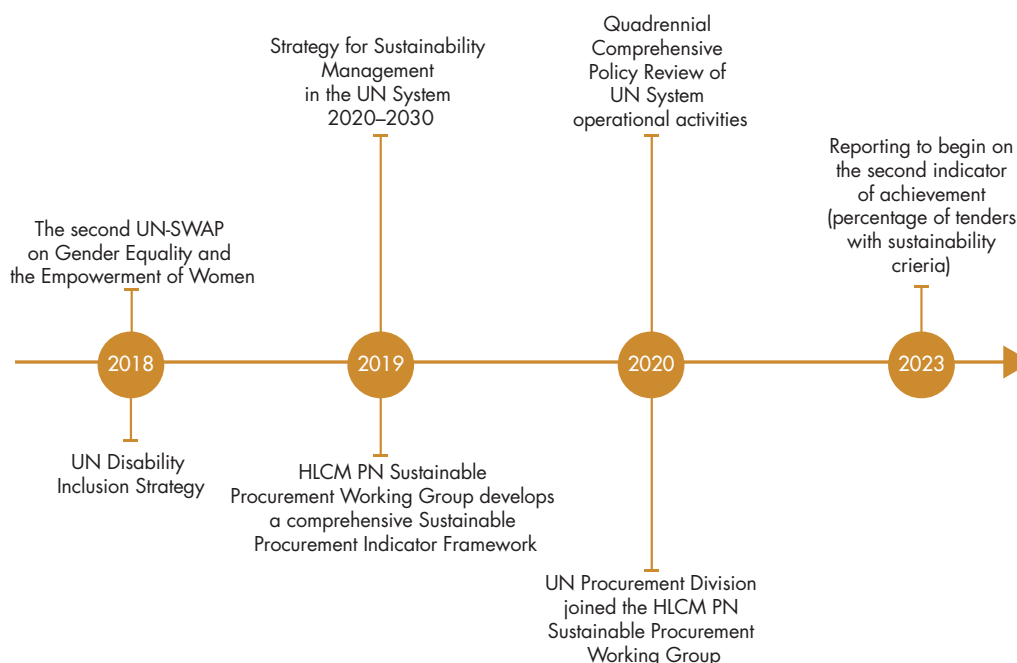 The second UN-SWAP
on Gender Equality and
the Empowerment of Women
2018
UN Disability
Inclusion Strategy
Strategy for Sustainability
Management
in the UN System
2020–2030
2019
HLCM PN Sustainable
Procurement Working Group develops
a comprehensive Sustainable
Procurement Indicator Framework
Quadrennial
Comprehensive
Policy Review of
UN System
operational activities
2020
UN Procurement Division
joined the HLCM PN
Sustainable Procurement
Working Group
Reporting to begin on
the second indicator
of achievement
(percentage of tenders
with sustainability
crieria)
2023